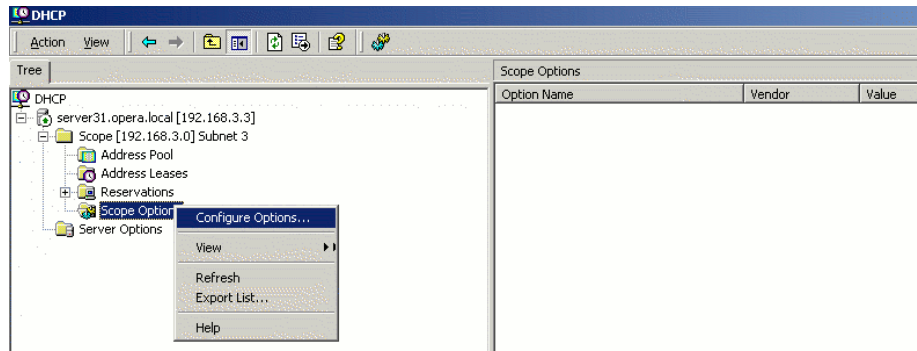 DHCP
Action View
Tree
Scope Options
DHCP
Option Name Vendor Value
server31.opera.local [192.168.3.3]
Scope [192.168.3.0] Subnet 3
Address Pool
Address Leases
Reservations
Scope Option
Configure Options...
Server Options
View
Refresh
Export List...
Help